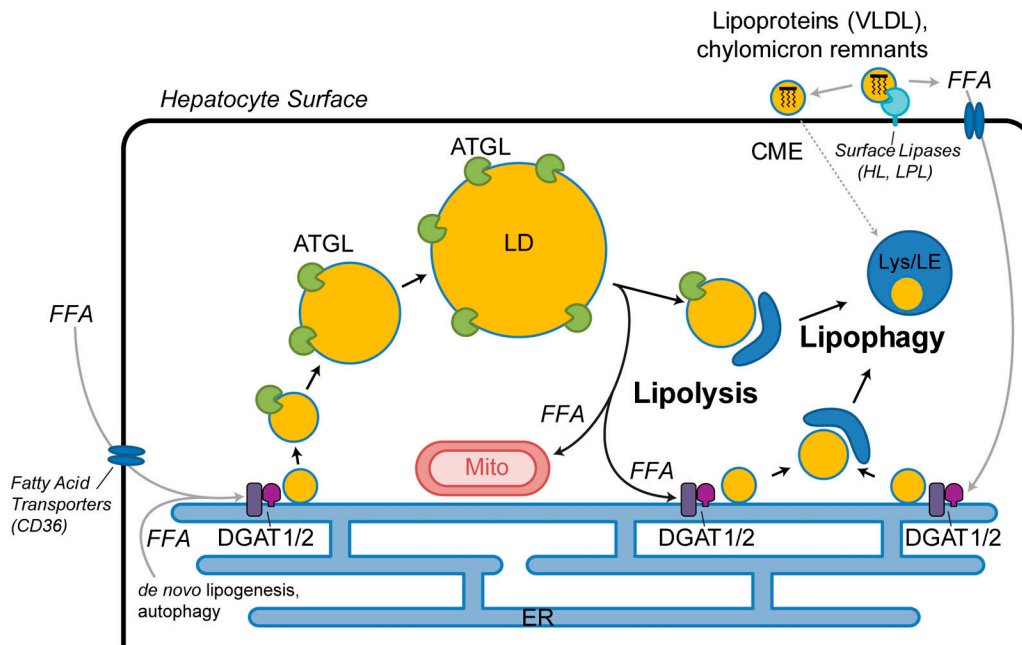 Lipoproteins (VLDL),
chylomicron remnants
FFA
Hepatocyte Surface
ATGL
CME
Surface Lipases
(HL, LPL)
ATGL
LD
Lys/LE
FFA
Lipophagy
Lipolysis
FFA
Mito
FFA
Fatty Acid
Transporters
(CD36)
FFA
DGAT1/2
DGAT1/2
DGAT1/2
de novo lipogenesis,
autophagy
ER